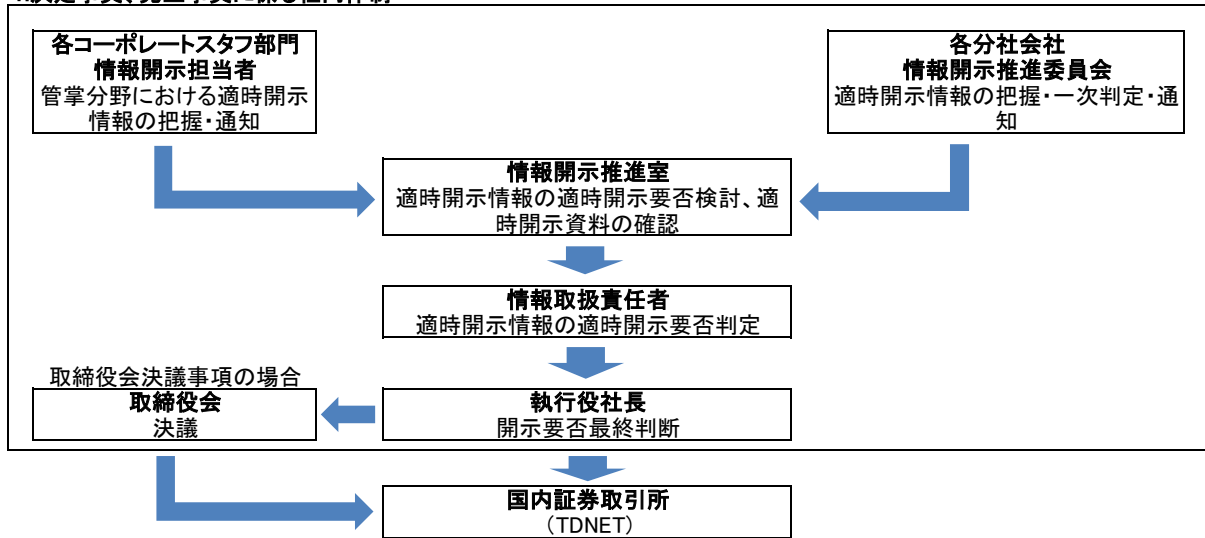 各コーポレートスタッフ部門
情報開示担当者
管掌分野における適時開示
情報の把握・通知
各分社会社
情報開示推進委員会
適時開示情報の把握・一次判定・通
知
情報開示推進室
適時開示情報の適時開示要否検討、適
時開示資料の確認
情報取扱責任者
適時開示情報の適時開示要否判定
取締役会決議事項の場合
取締役会
決議
執行役社長
開示要否最終判断
国内証券取引所
(TDNET)